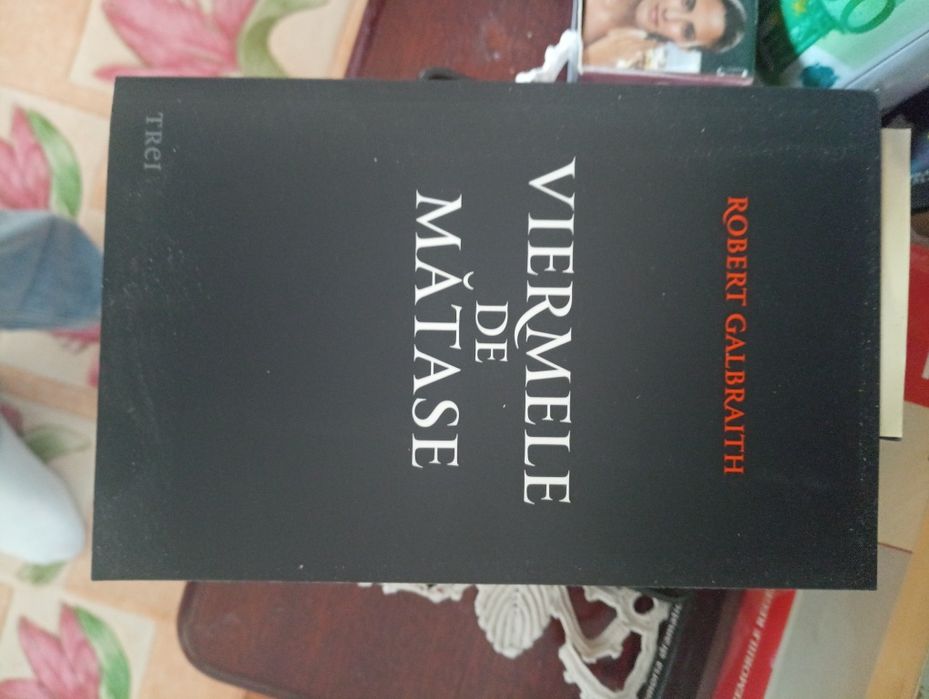 ROBERT GALBRAITH
VIERMELE
DE
MĂTASE
TREI